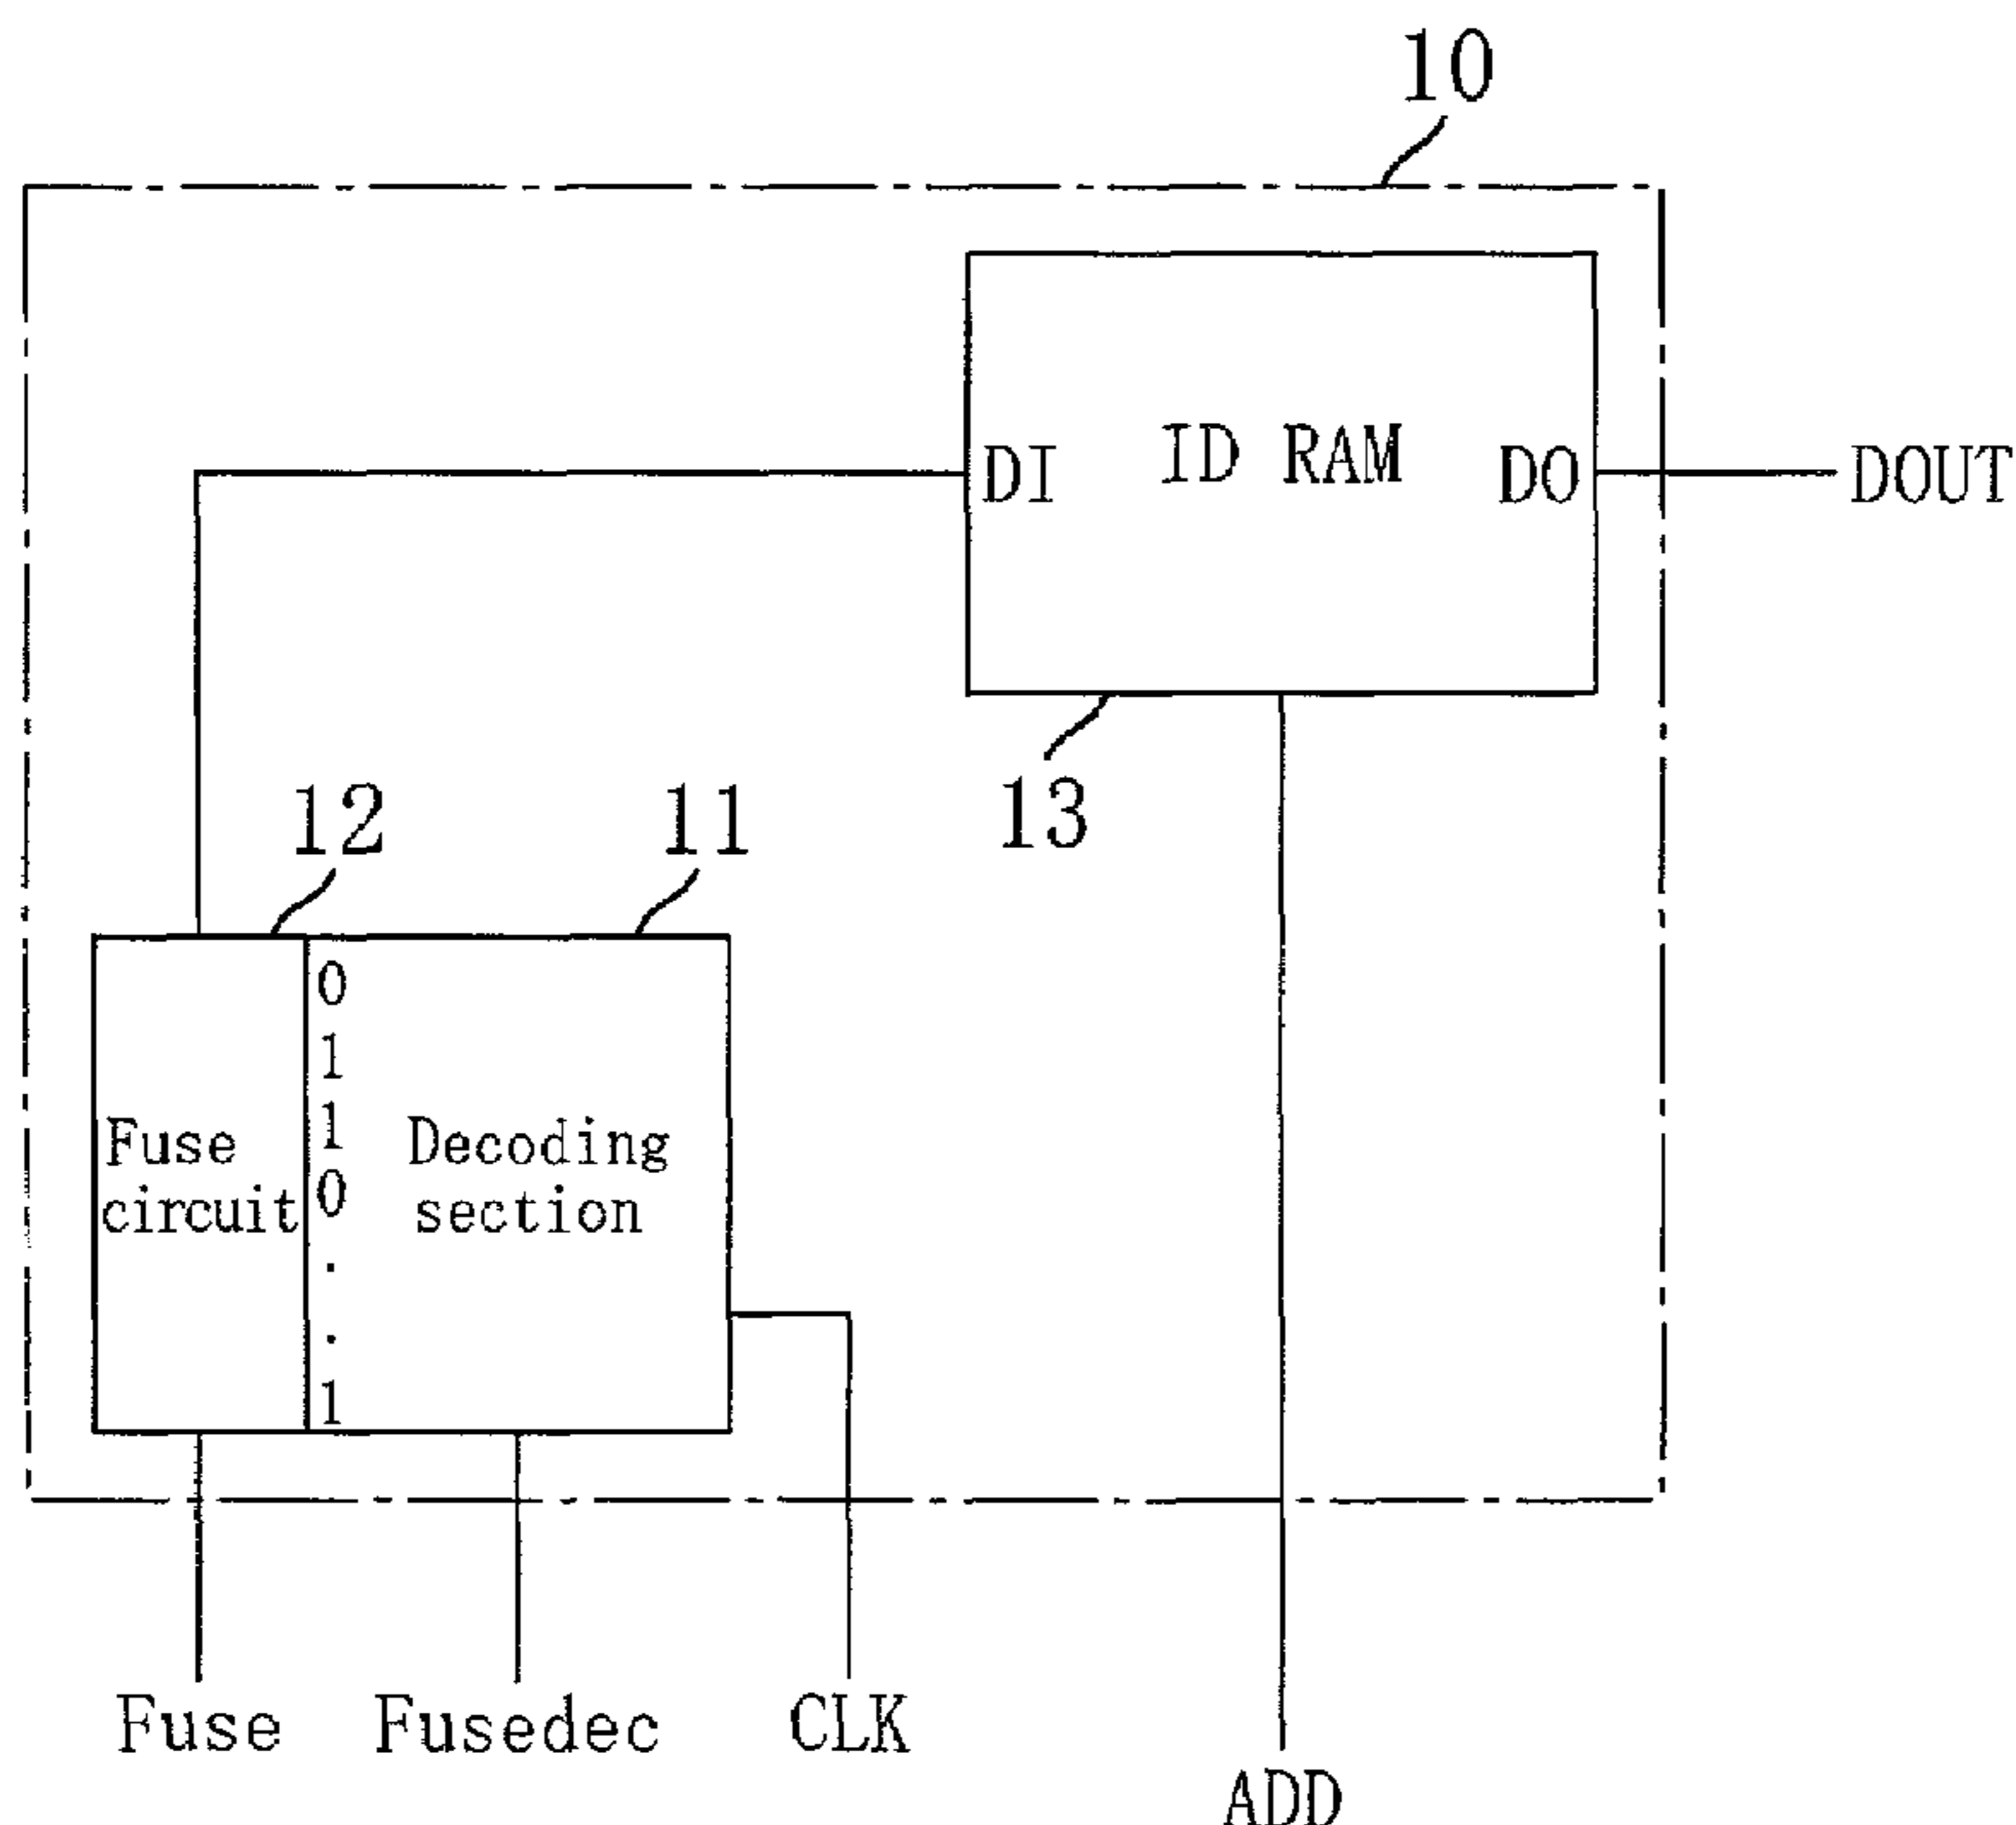 10
DI
ID RAM
DO
DOUT
13
12
11
0
1
1
0
.
.
1
Fuse
circuit
Decoding
section
Fuse
Fusedec
CLK
ADD